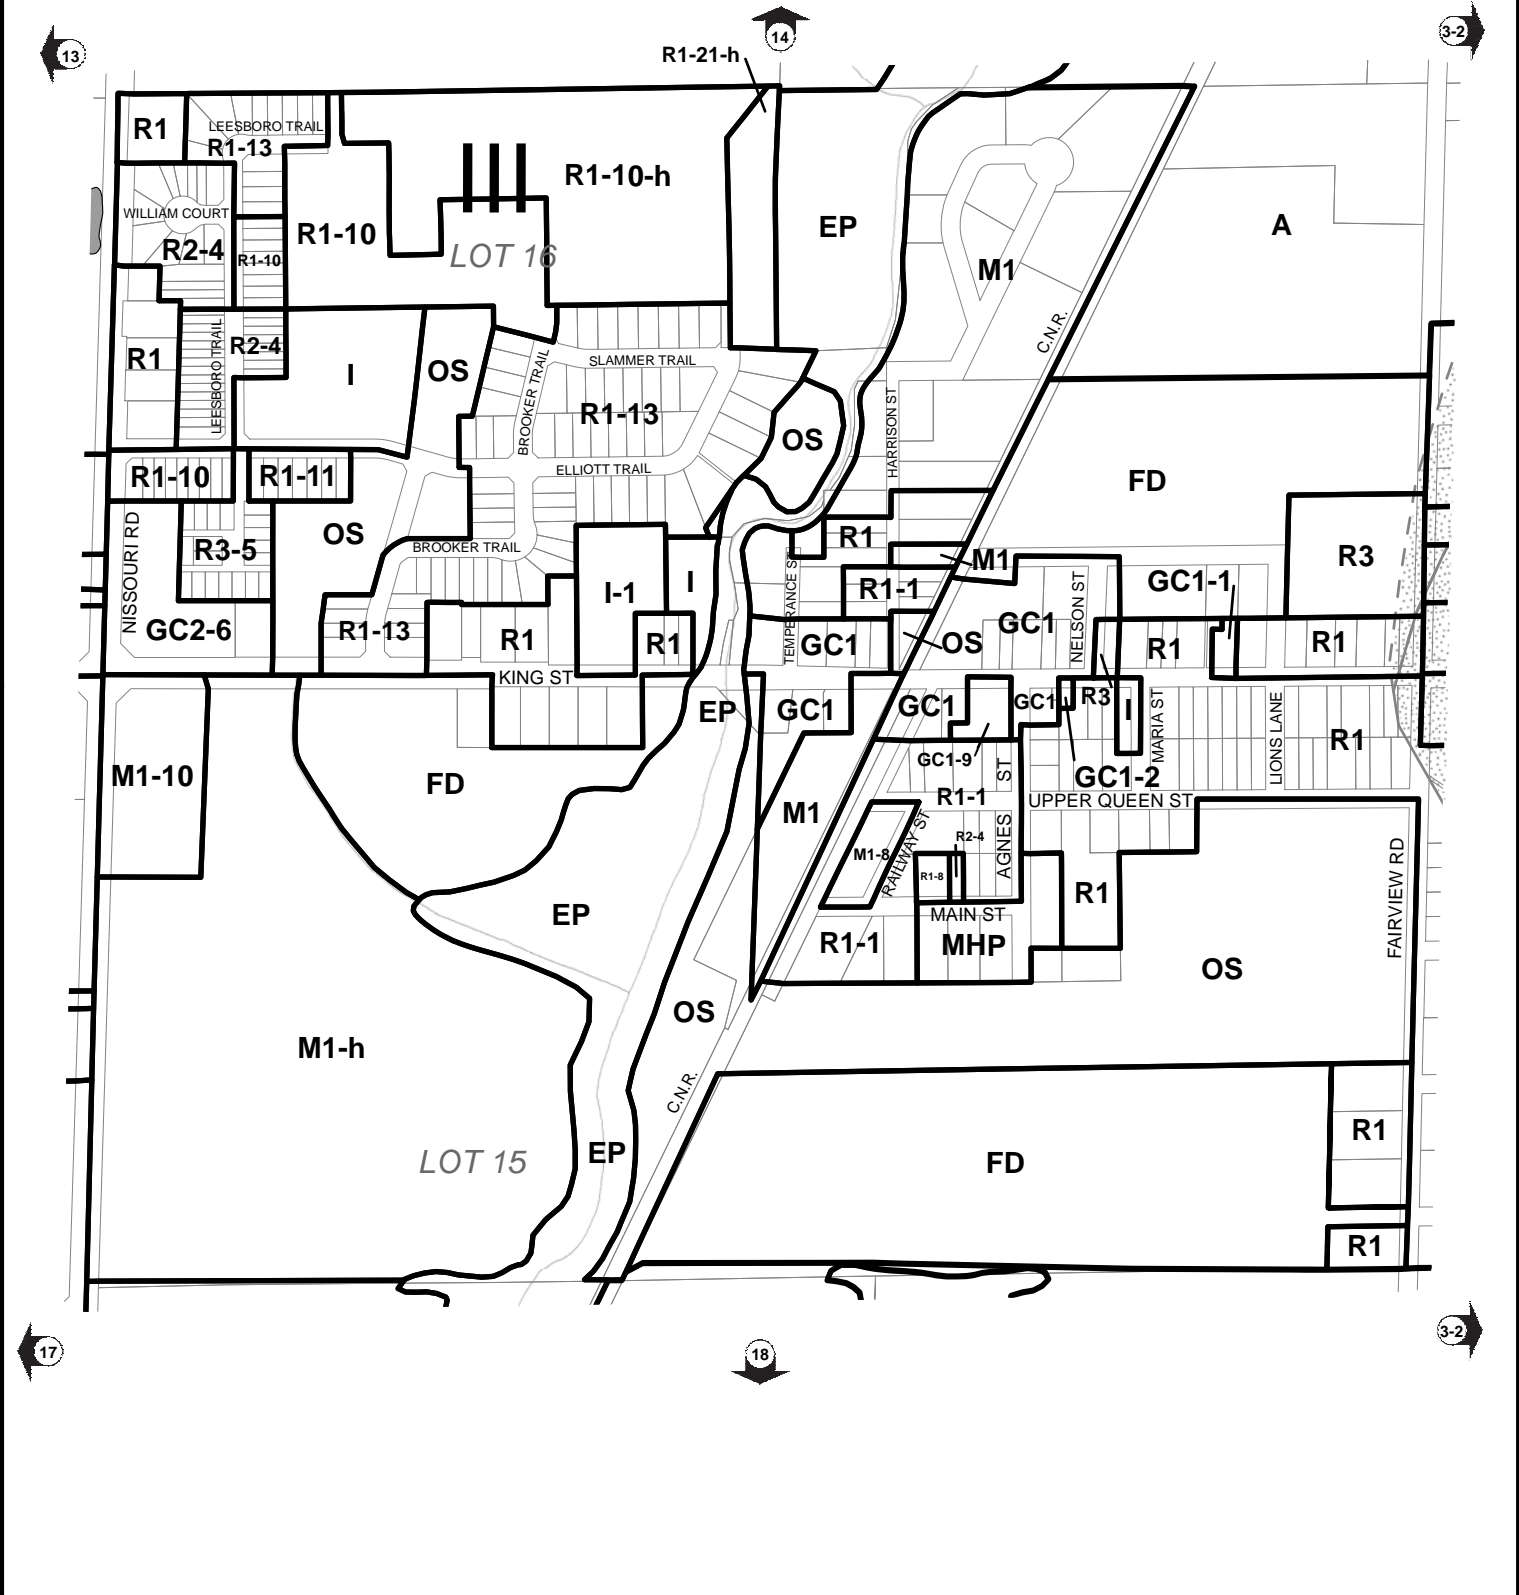 14
3-2
13
R1-21-h
R1
LEESBORO TRAIL
R1-13
R1-10-h
WILLIAM COURT
EP
A
R1-10
R2-4
R1-10
LOT 16
M1
C.N.R.
LEESBORO TRAIL
R2-4
R1
I
OS
BROOKER TRAIL
SLAMMER TRAIL
R1-13
HARRISON ST
OS
ELLIOTT TRAIL
R1-10
R1-11
FD
NISSOURI RD
R3-5
OS
BROOKER TRAIL
R1
M1
R3
I-1
I
R1-1
GC1-1
TEMPERANCE ST
GC1
NELSON ST
GC2-6
R1-13
R1
R1
GC1
OS
R1
R1
KING ST
EP
GC1
GC1
GC1
R3
I
MARIA ST
LIONS LANE
R1
M1-10
FD
GC1-9
ST
GC1-2
R1-1
UPPER QUEEN ST
M1
R2-4
M1-8
RAILWAY ST
AGNES
R1-8
R1
FAIRVIEW RD
MAIN ST
EP
R1-1
MHP
OS
OS
M1-h
C.N.R.
R1
LOT 15
EP
FD
R1
17
18
3-2